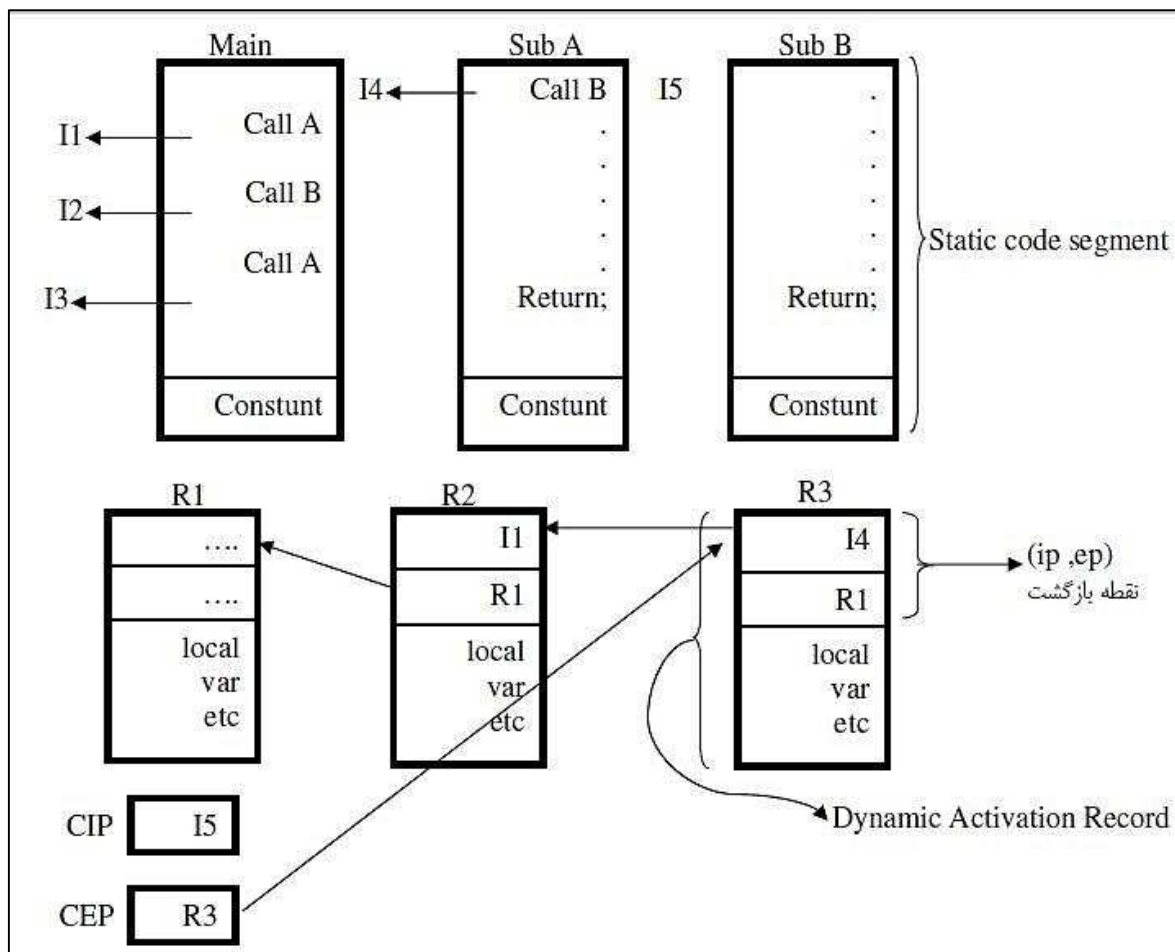 Main
Sub A
Sub B
I1
Call A
I2
Call B
Call A
I3
Constunt
I4
Call B
.
.
.
.
.
Return;
Constunt
I5
.
.
.
.
.
.
Return;
Constunt
Static code segment
R1
....
....
local
var
etc
R2
I1
R1
local
var
etc
R3
I4
R1
local
var
etc
(ip ,ep)
نقطه بازگشت
Dynamic Activation Record
CIP
I5
CEP
R3